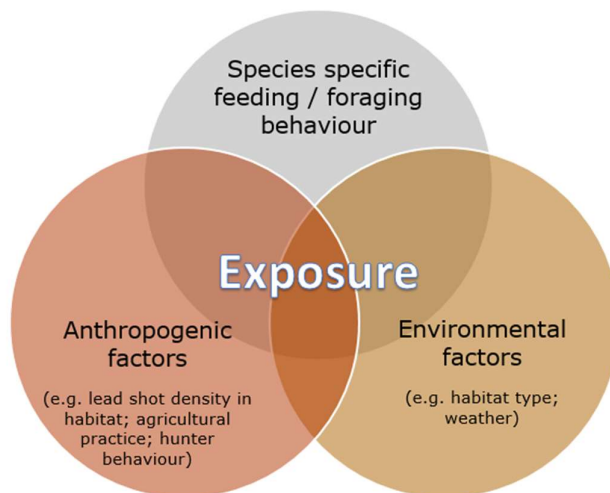 Species specific
feeding / foraging
behaviour
Exposure
Anthropogenic
factors
(e.g. lead shot density in
habitat; agricultural
practice; hunter
behaviour)
Environmental
factors
(e.g. habitat type;
weather)